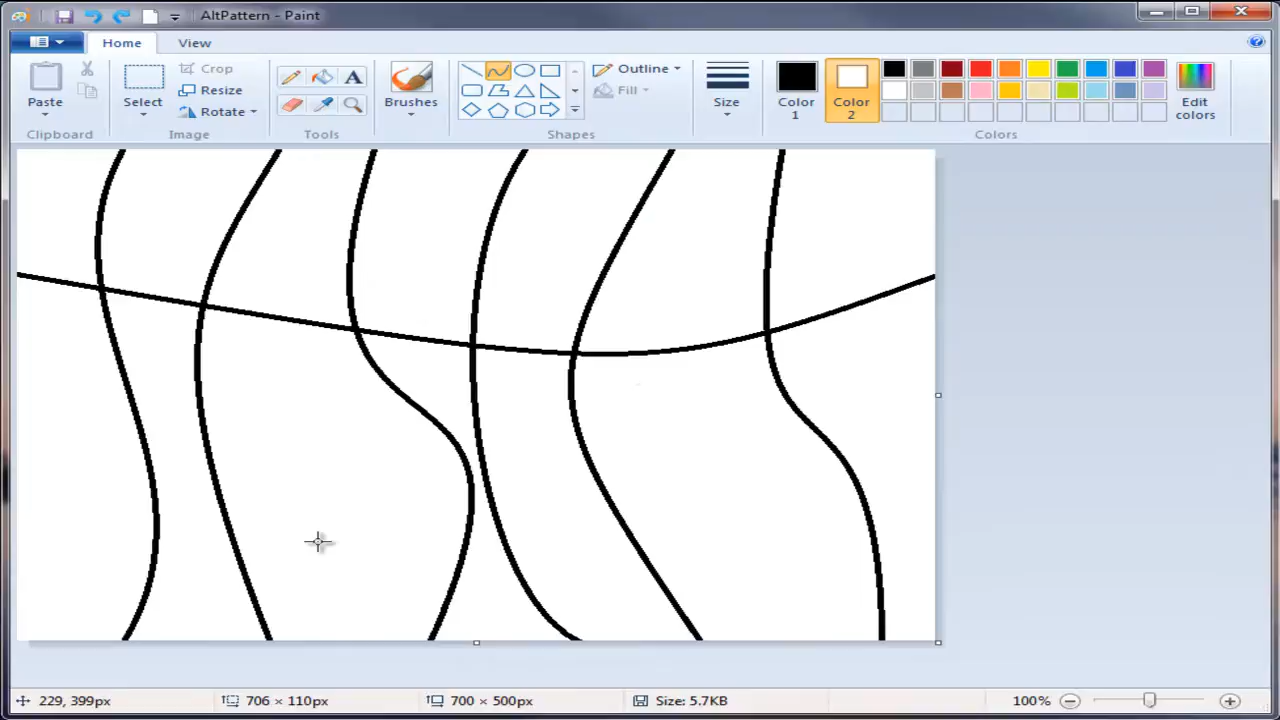 AltPattern - Paint
Home View
Paste
Select
Crop
Resize
Rotate
A
Brushes
Outline
Fill
Size
Color
1
Color
2
Edit
colors
Clipboard Image Tools Shapes Colors
229, 399px 706 × 110px 700 × 500px Size: 5.7KB 100%